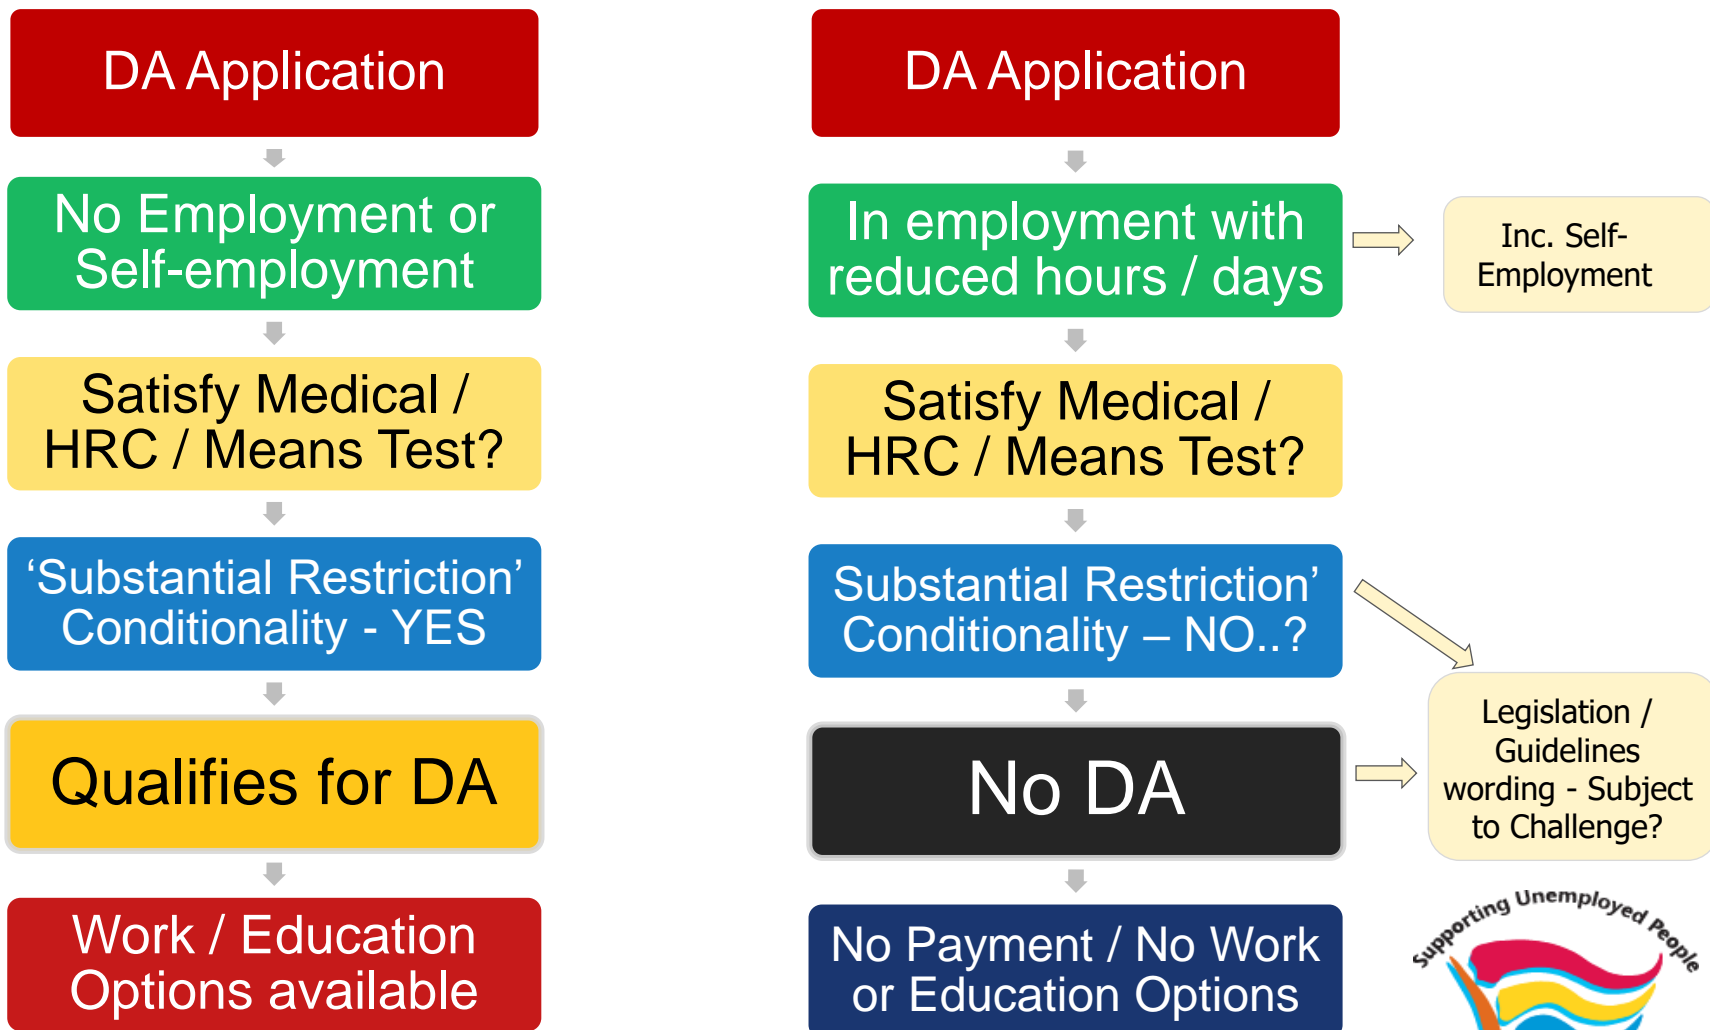 DA Application
No Employment or
Self-employment
Satisfy Medical /
HRC / Means Test?
‘Substantial Restriction’
Conditionality - YES
Qualifies for DA
Work / Education
Options available
DA Application
In employment with
reduced hours / days
Inc. Self-
Employment
Satisfy Medical /
HRC / Means Test?
Substantial Restriction’
Conditionality – NO..?
No DA
Legislation /
Guidelines
wording - Subject
to Challenge?
No Payment / No Work
or Education Options
Supporting Unemployed People